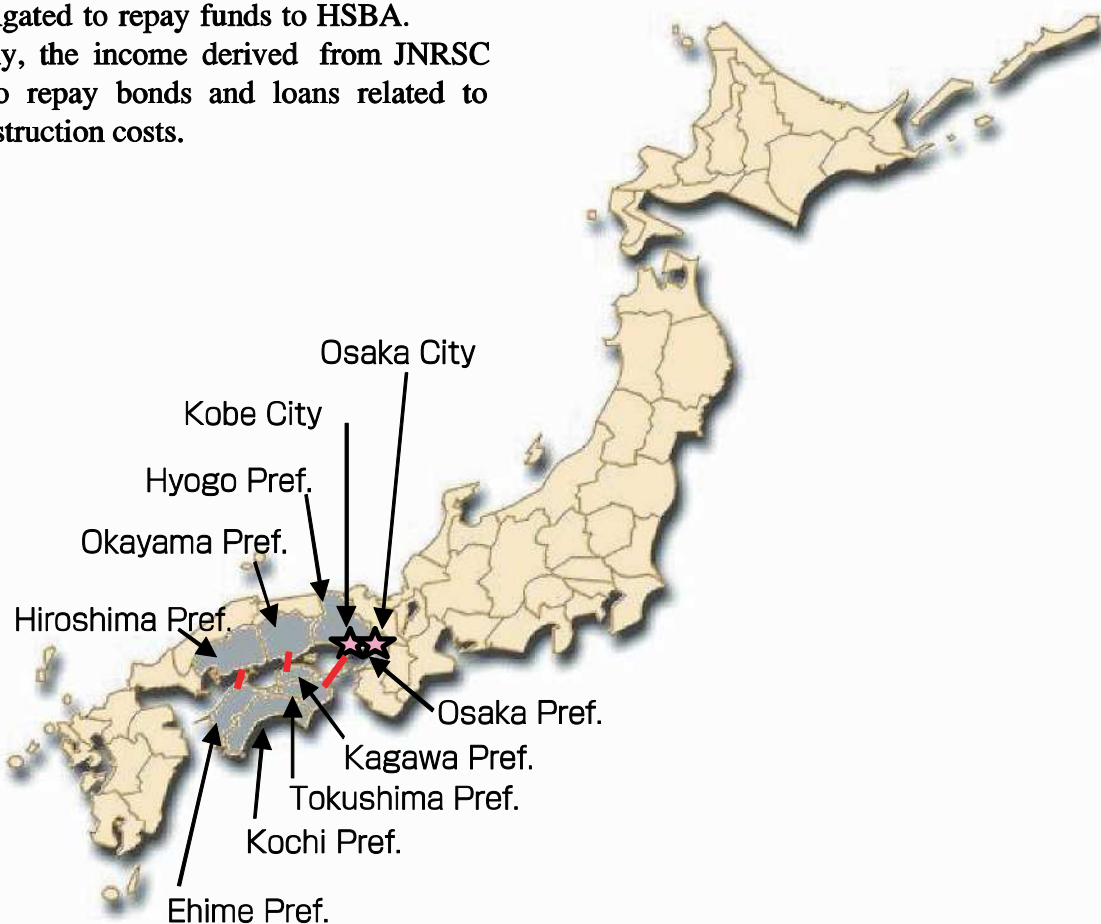 igated to repay funds to HSBA.
y, the income derived from JNRSC
o repay bonds and loans related to
struction costs.
Osaka City
Kobe City
Hyogo Pref.
Okayama Pref.
Hiroshima Pref.
Osaka Pref.
Kagawa Pref.
Tokushima Pref.
Kochi Pref.
Ehime Pref.